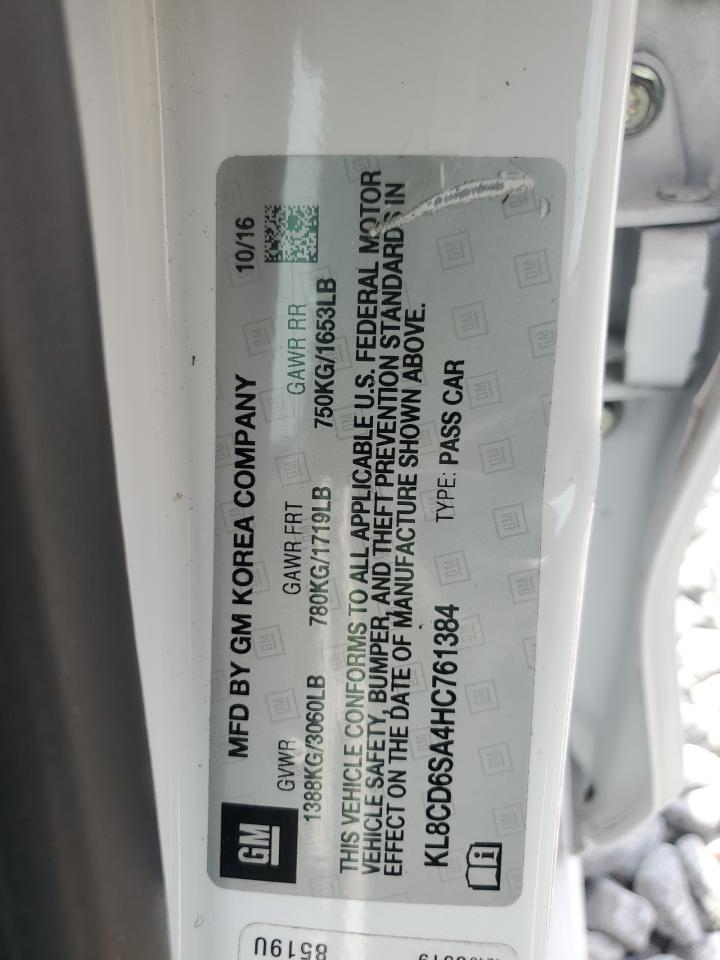 MFD BY GM KOREA COMPANY 10/16
GM
GVWR GAWR FRT GAWR RR
1388KG/3060LB 780KG/1719LB 750KG/1653LB
THIS VEHICLE CONFORMS TO ALL APPLICABLE U.S. FEDERAL MOTOR
VEHICLE SAFETY, BUMPER, AND THEFT PREVENTION STANDARDS IN
EFFECT ON THE DATE OF MANUFACTURE SHOWN ABOVE.
KL8CD6SA4HC761384 TYPE: PASS CAR
8519U